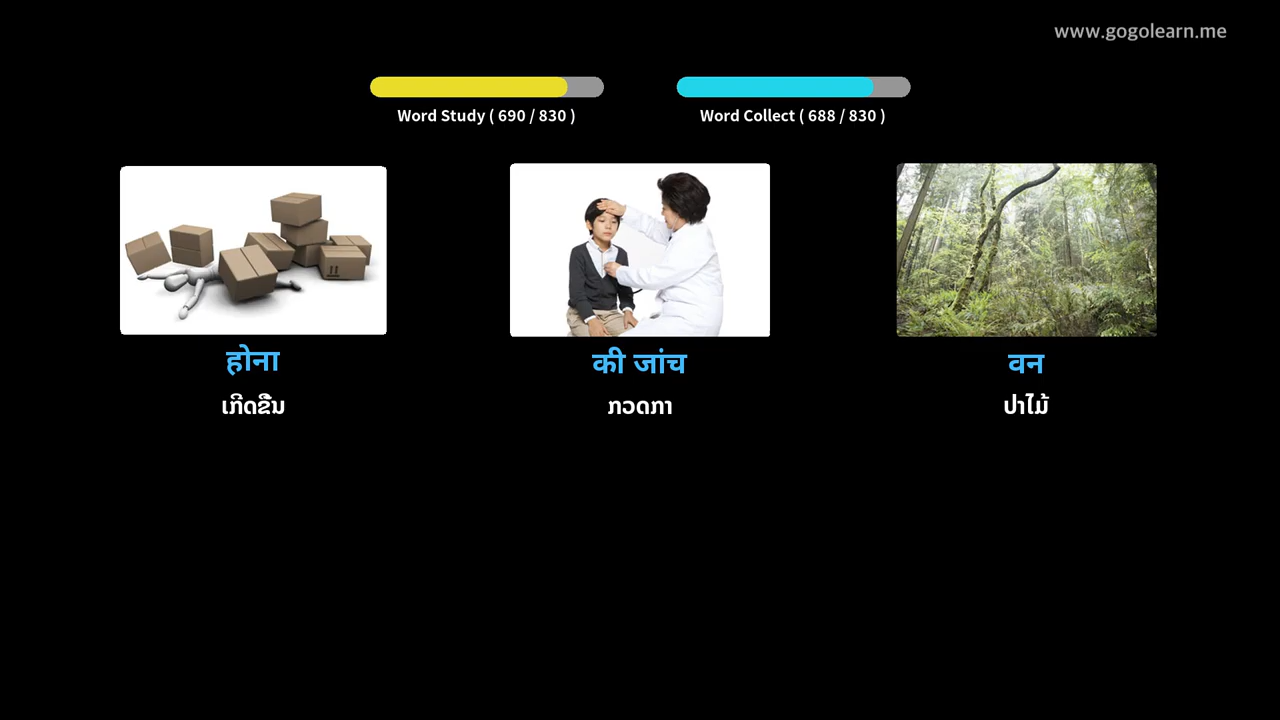 www.gogolearn.me
Word Study ( 690 / 830 )
Word Collect ( 688 / 830 )
होना
की जांच
वन
ເກີດຂຶ້ນ
ກວດກາ
ປ່າໄມ້